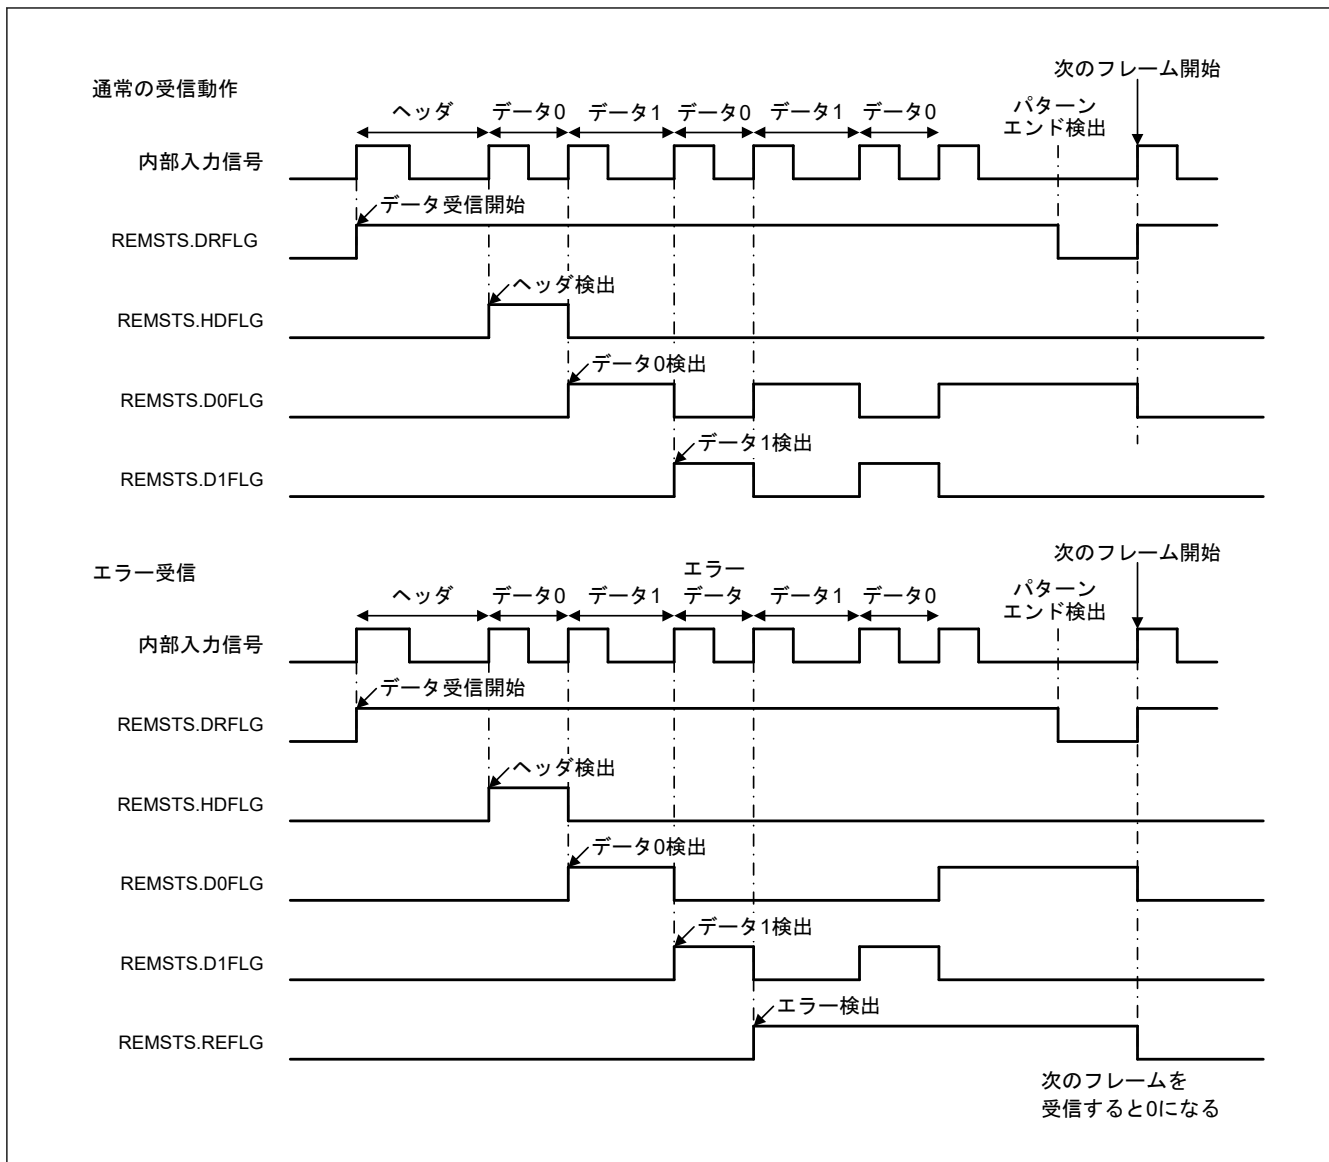 次のフレーム開始
通常の受信動作
ヘッダ データ0 データ1 データ0 データ1 データ0
パターン
エンド検出
内部入力信号
データ受信開始
REMSTS.DRFLG
ヘッダ検出
REMSTS.HDFLG
データ0検出
REMSTS.D0FLG
データ1検出
REMSTS.D1FLG
次のフレーム開始
エラー受信
ヘッダ データ0 データ1 エラー
データ データ1 データ0
パターン
エンド検出
内部入力信号
データ受信開始
REMSTS.DRFLG
ヘッダ検出
REMSTS.HDFLG
データ0検出
REMSTS.D0FLG
データ1検出
REMSTS.D1FLG
エラー検出
REMSTS.REFLG
次のフレームを
受信すると0になる